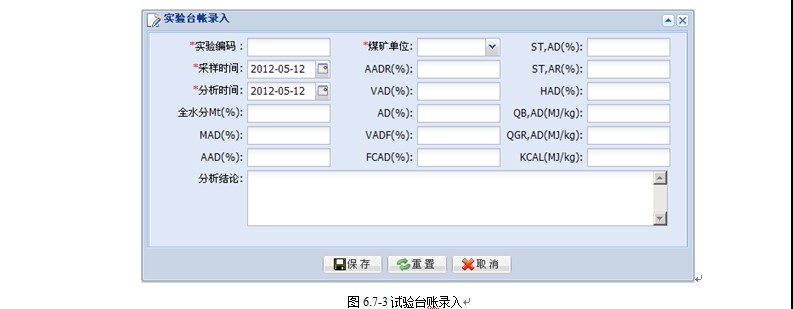 实验台帐录入
*实验编码： *煤矿单位: ST,AD(%):
*采样时间: 2012-05-12 AADR(%): ST,AR(%):
*分析时间: 2012-05-12 VAD(%): HAD(%):
全水分Mt(%): AD(%): QB,AD(MJ/kg):
MAD(%): VADF(%): QGR,AD(MJ/kg):
AAD(%): FCAD(%): KCAL(MJ/kg):
分析结论:
保存 重置 取消
图 6.7-3 试验台账录入